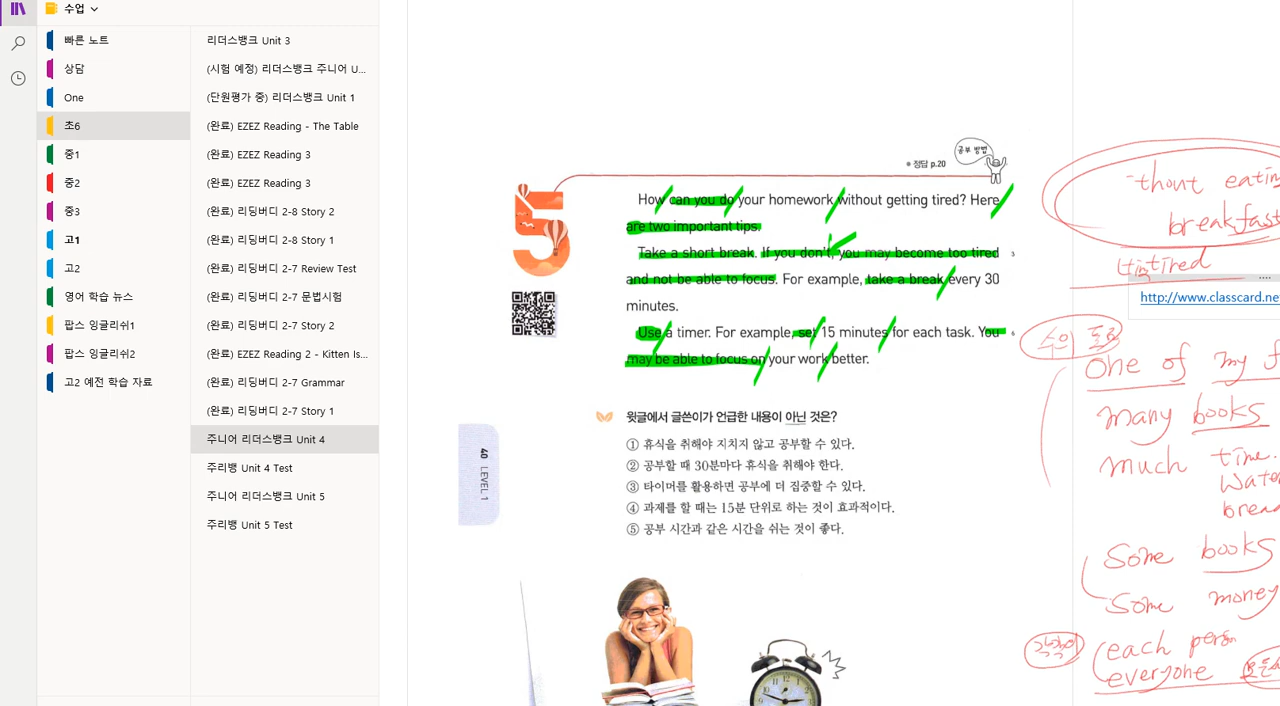 수업
빠른 노트
상담
One
초6
중1
중2
중3
고1
고2
영어 학습 뉴스
팝스 잉글리쉬1
팝스 잉글리쉬2
고2 예전 학습 자료
리더스뱅크 Unit 3
(시험 예정) 리더스뱅크 주니어 U...
(단원평가 중) 리더스뱅크 Unit 1
(완료) EZEZ Reading - The Table
(완료) EZEZ Reading 3
(완료) EZEZ Reading 3
(완료) 리딩버디 2-8 Story 2
(완료) 리딩버디 2-8 Story 1
(완료) 리딩버디 2-7 Review Test
(완료) 리딩버디 2-7 문법시험
(완료) 리딩버디 2-7 Story 2
(완료) EZEZ Reading 2 - Kitten Is...
(완료) 리딩버디 2-7 Grammar
(완료) 리딩버디 2-7 Story 1
주니어 리더스뱅크 Unit 4
주리뱅 Unit 4 Test
주니어 리더스뱅크 Unit 5
주리뱅 Unit 5 Test
공부 방법
정답 p.20
5
How can you do your homework without getting tired? Here
are two important tips.
Take a short break. If you don't, you may become too tired
3
and not be able to focus. For example, take a break every 30
minutes.
Use a timer. For example, set 15 minutes for each task. You
6
may be able to focus on your work better.
윗글에서 글쓴이가 언급한 내용이 아닌 것은?
① 휴식을 취해야 지치지 않고 공부할 수 있다.
② 공부할 때 30분마다 휴식을 취해야 한다.
③ 타이머를 활용하면 공부에 더 집중할 수 있다.
④ 과제를 할 때는 15분 단위로 하는 것이 효과적이다.
⑤ 공부 시간과 같은 시간을 쉬는 것이 좋다.
40 LEVEL 1
thout eatin
breakfast
tired
http://www.classcard.ne
수의
one of my f
many books
much time.
Wate
brea
Some books
Some money
each person
everyone